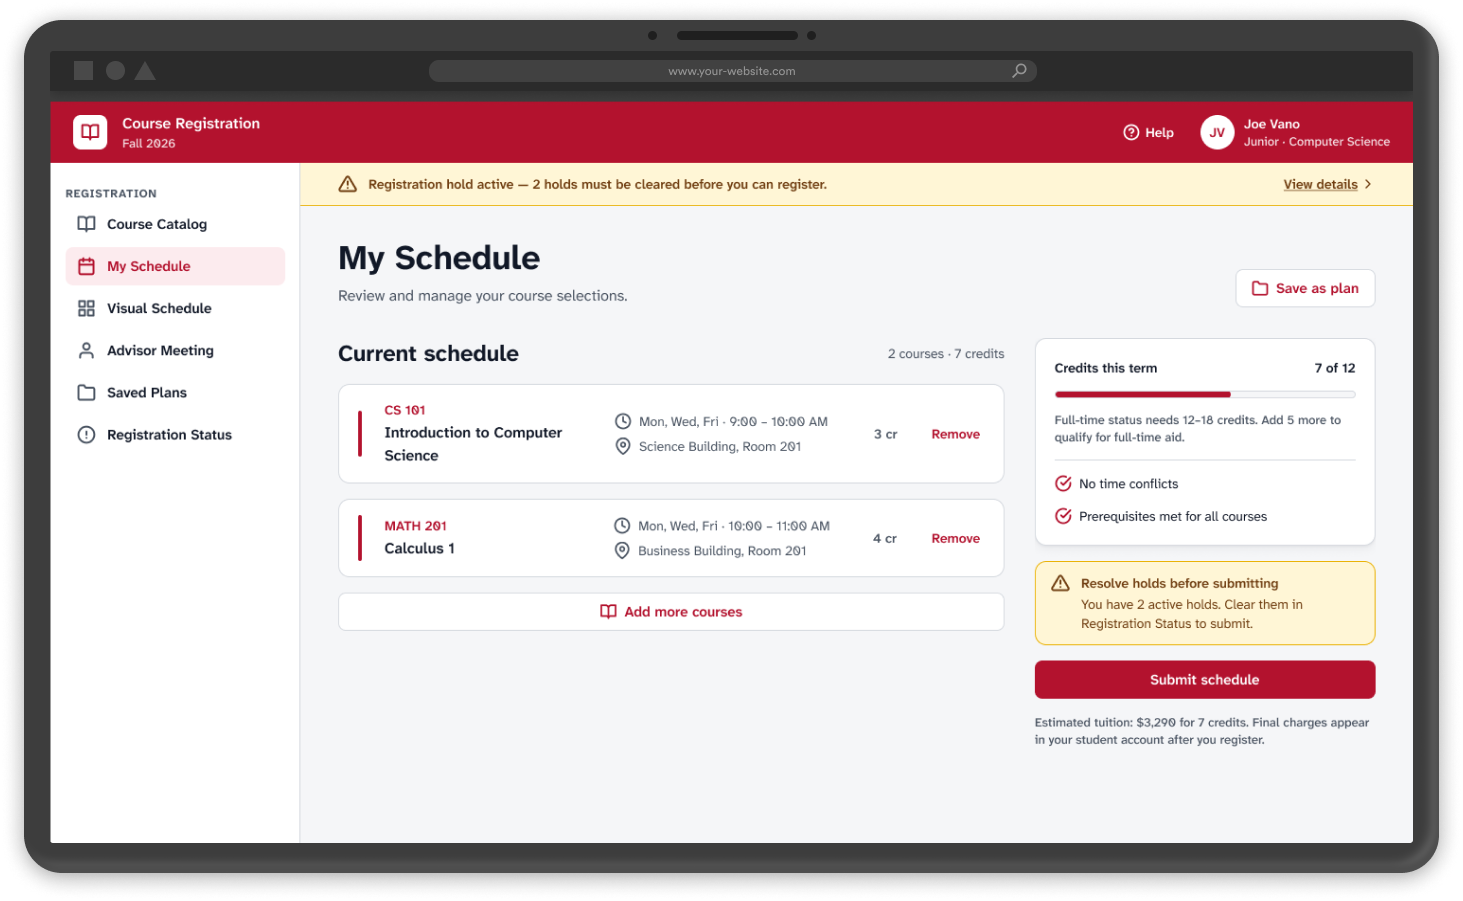 www.your-website.com
Course Registration
Fall 2026
Help
JV
Joe Vano
Junior · Computer Science
REGISTRATION
Course Catalog
My Schedule
Visual Schedule
Advisor Meeting
Saved Plans
Registration Status
Registration hold active — 2 holds must be cleared before you can register.
View details
My Schedule
Review and manage your course selections.
Save as plan
Current schedule
2 courses · 7 credits
CS 101
Introduction to Computer
Science
Mon, Wed, Fri · 9:00 – 10:00 AM
Science Building, Room 201
3 cr
Remove
MATH 201
Calculus 1
Mon, Wed, Fri · 10:00 – 11:00 AM
Business Building, Room 201
4 cr
Remove
Add more courses
Credits this term
7 of 12
Full-time status needs 12–18 credits. Add 5 more to
qualify for full-time aid.
No time conflicts
Prerequisites met for all courses
Resolve holds before submitting
You have 2 active holds. Clear them in
Registration Status to submit.
Submit schedule
Estimated tuition: $3,290 for 7 credits. Final charges appear
in your student account after you register.